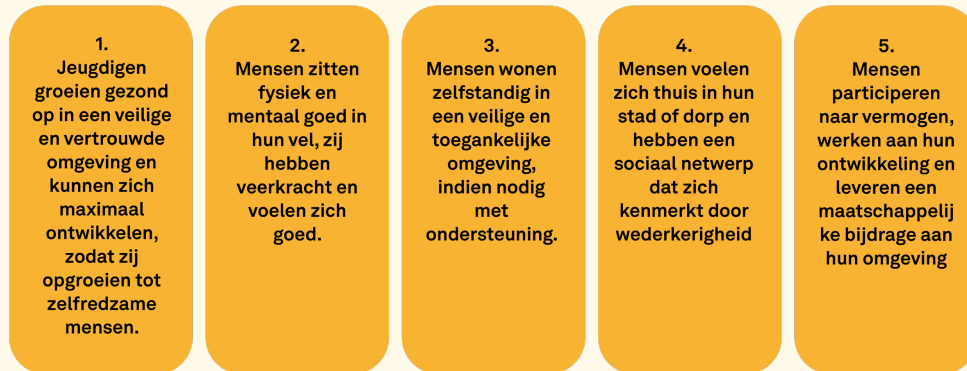 1.
Jeugdigen
groeien gezond
op in een veilige
en vertrouwde
omgeving en
kunnen zich
maximaal
ontwikkelen,
zodat zij
opgroeien tot
zelfredzame
mensen.
2.
Mensen zitten
fysiek en
mentaal goed in
hun vel, zij
hebben
veerkracht en
voelen zich
goed.
3.
Mensen wonen
zelfstandig in
een veilige en
toegankelijke
omgeving,
indien nodig
met
ondersteuning.
4.
Mensen voelen
zich thuis in hun
stad of dorp en
hebben een
sociaal netwerp
dat zich
kenmerkt door
wederkerigheid
5.
Mensen
participeren
naar vermogen,
werken aan hun
ontwikkeling en
leveren een
maatschappelij
ke bijdrage aan
hun omgeving